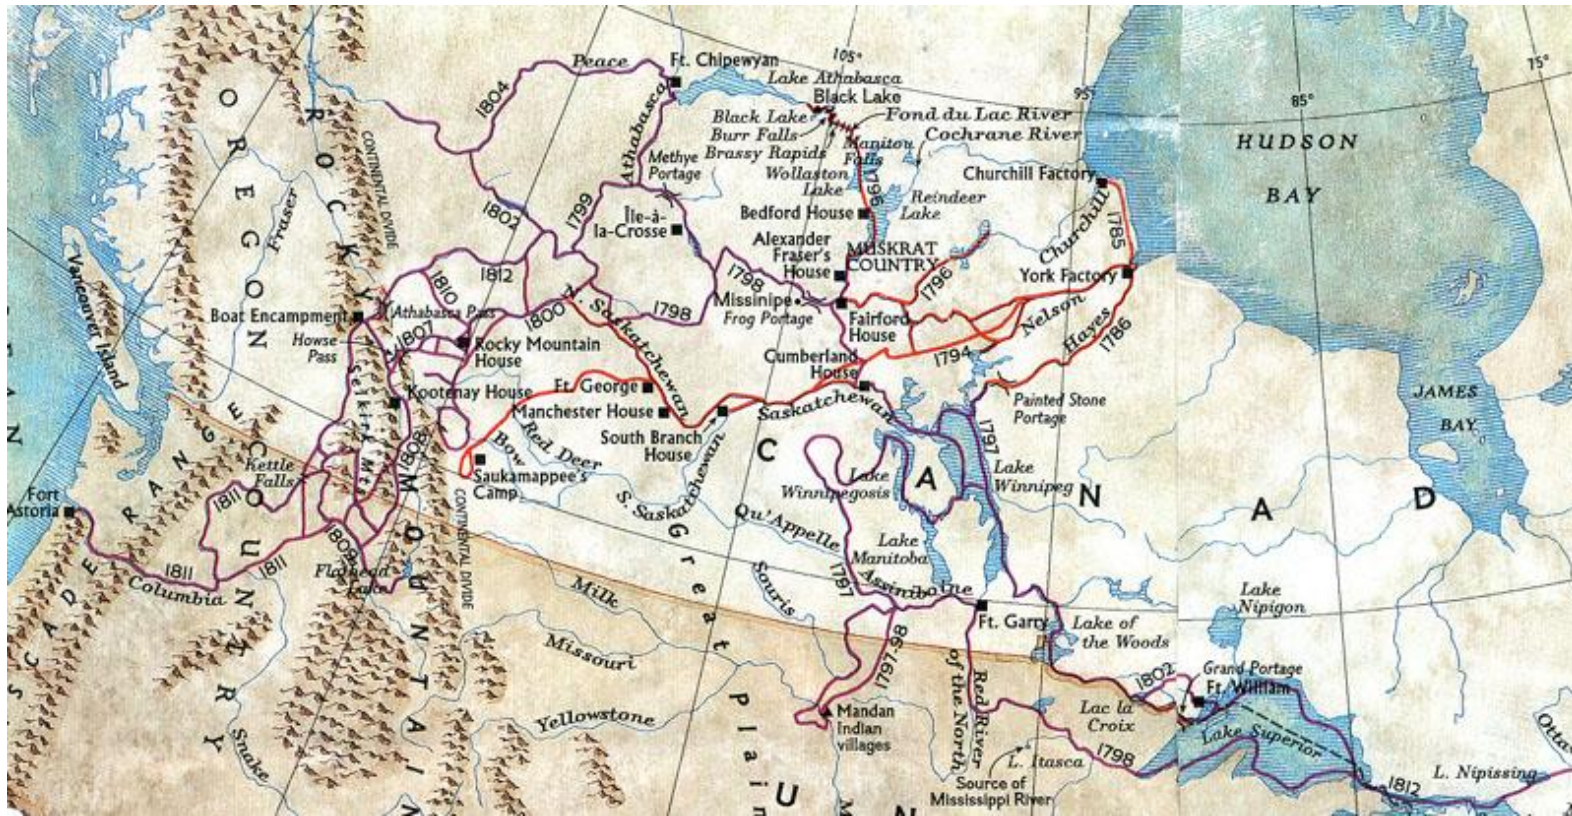 Peace
Ft. Chipewyan
105°
75°
Lake Athabasca
Black Lake
95°
85°
1804
Athabasca
Black Lake
Burr Falls
Brassy Rapids
Fond du Lac River
Cochrane River
Manitou
Falls
HUDSON
BAY
OREGON
COUNTRY
ROCKY
MOUNTAIN
CONTINENTAL DIVIDE
Methye
Portage
Wollaston
Lake
1796
Churchill Factory
Reindeer
Lake
Fraser
1802
1799
Île-à-
la-Crosse
Bedford House
Churchill
1785
Alexander
Fraser's
House
MUSKRAT
COUNTRY
York Factory
Vancouver Island
1810
1812
1798
1796
Missinipe
Frog Portage
Nelson
Hayes
1786
Boat Encampment
Athabasca Pass
1800
N. Saskatchewan
1798
Fairford
House
Howse
Pass
1807
Rocky Mountain
House
Cumberland
House
1794
Selkirk Mts
Kootenay House
Ft. George
Manchester House
Saskatchewan
Painted Stone
Portage
JAMES
BAY
South Branch
House
1808
Bow
Red Deer
Saukamappee's
Camp
S. Saskatchewan
1797
Lake
Winnipegosis
Lake
Winnipeg
CANAD
CASCADE
RANGE
Kettle
Falls
1811
Fort
Astoria
Great
Plain
Qu'Appelle
Lake
Manitoba
1809
1811
1811
Columbia
Flathead
Lake
CONTINENTAL DIVIDE
Milk
Souris
1797
Assiniboine
Ft. Garry
Lake of
the Woods
Lake
Nipigon
Missouri
1797-98
Red River
of the North
1802
Grand Portage
Ft. William
Lac la
Croix
Yellowstone
Mandan
Indian
villages
Snake
L. Itasca
1798
Lake Superior
Source of
Mississippi River
1812
L. Nipissing
Otta
UN